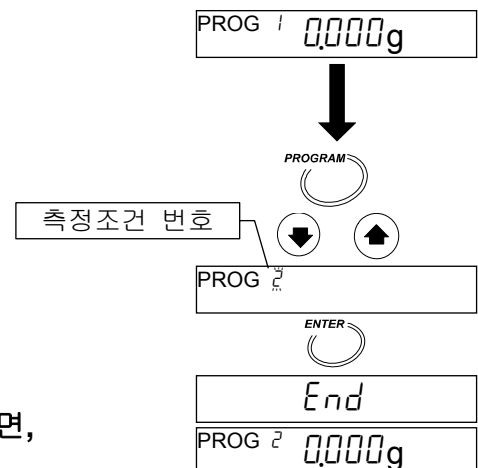 PROG 1 0.000g
PROGRAM
측정조건 번호
PROG 2
ENTER
End
면,
PROG 2 0.000g